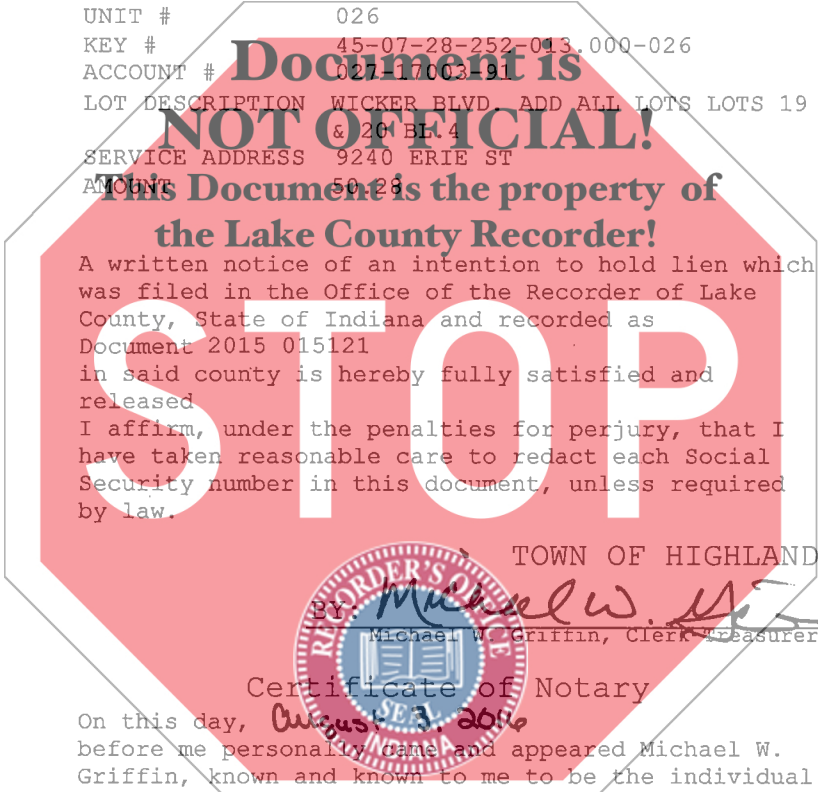 UNIT # 026
KEY # 45-07-28-252-013.000-026
Document is
ACCOUNT # 027-17003-91
LOT DESCRIPTION WICKER BLVD. ADD ALL LOTS LOTS 19
& 20 BL.4
NOT OFFICIAL!
SERVICE ADDRESS 9240 ERIE ST
AMOUNT 50.28
This Document is the property of
the Lake County Recorder!
A written notice of an intention to hold lien which
was filed in the Office of the Recorder of Lake
County, State of Indiana and recorded as
Document 2015 015121
in said county is hereby fully satisfied and
released
STOP
I affirm, under the penalties for perjury, that I
have taken reasonable care to redact each Social
Security number in this document, unless required
by law.
TOWN OF HIGHLAND
RECORDER'S OFFICE
BY: Michael W. Griffin
Michael W. Griffin, Clerk-Treasurer
Certificate of Notary
SEAL
INDIANA
On this day, August 3, 2016
before me personally came and appeared Michael W.
Griffin, known and known to me to be the individual